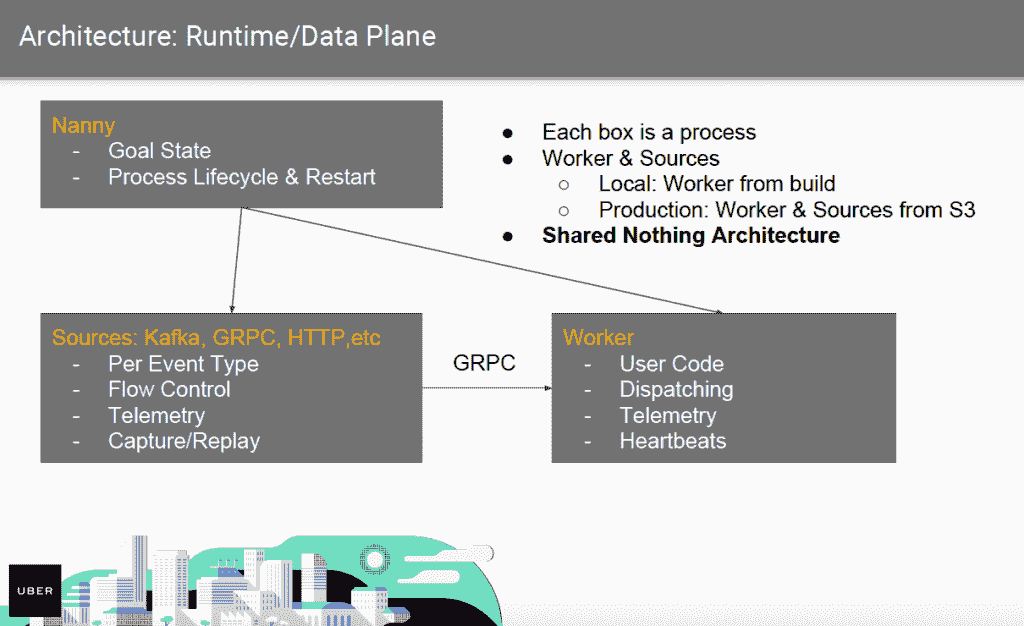 Architecture: Runtime/Data Plane
Nanny
- Goal State
- Process Lifecycle & Restart
● Each box is a process
● Worker & Sources
○ Local: Worker from build
○ Production: Worker & Sources from S3
● Shared Nothing Architecture
Sources: Kafka, GRPC, HTTP,etc
- Per Event Type
- Flow Control
- Telemetry
- Capture/Replay
GRPC
Worker
- User Code
- Dispatching
- Telemetry
- Heartbeats
UBER